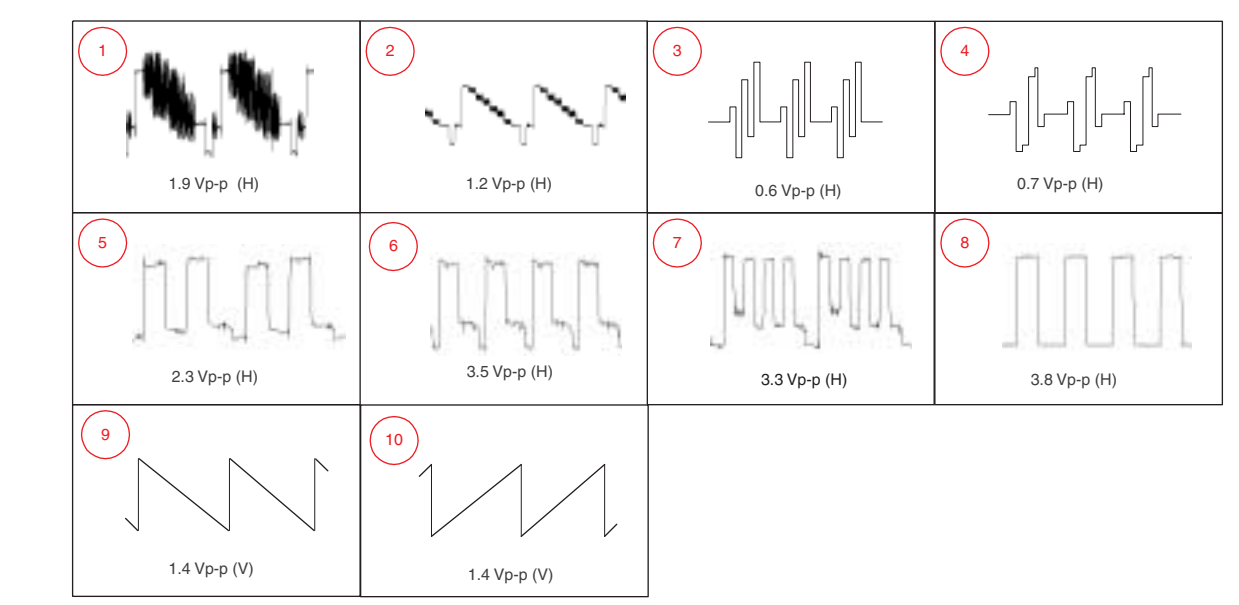 1
2
3
4
1.9 Vp-p (H)
1.2 Vp-p (H)
0.6 Vp-p (H)
0.7 Vp-p (H)
5
6
7
8
2.3 Vp-p (H)
3.5 Vp-p (H)
3.3 Vp-p (H)
3.8 Vp-p (H)
9
10
1.4 Vp-p (V)
1.4 Vp-p (V)